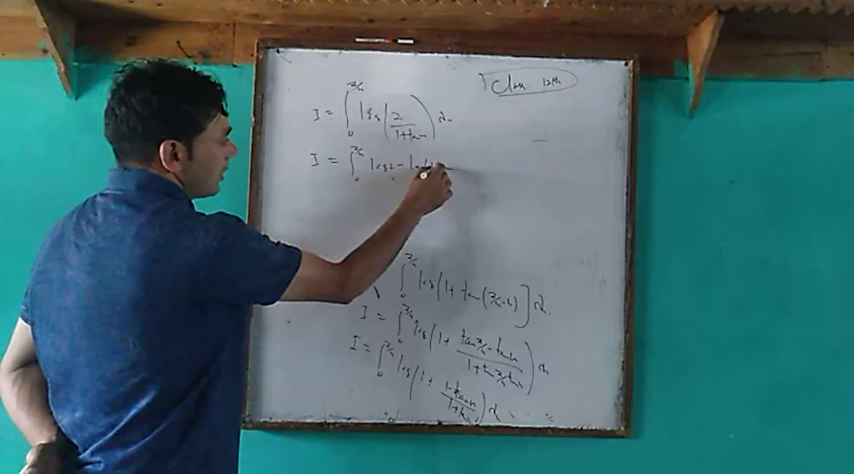 Class 12th
I = ∫₀^(π/4) log(2/(1+tan x)) dx
I = ∫₀^(π/4) log 2 - log(1+
∫₀^(π/4) log(1 + tan(π/4-x)] dx
I = ∫₀^(π/4) log(1 + (tan π/4 - tan x)/(1 + tan π/4 tan x)) dx
I = ∫₀^(π/4) log(1 + (1-tan x)/(1+tan x)) dx